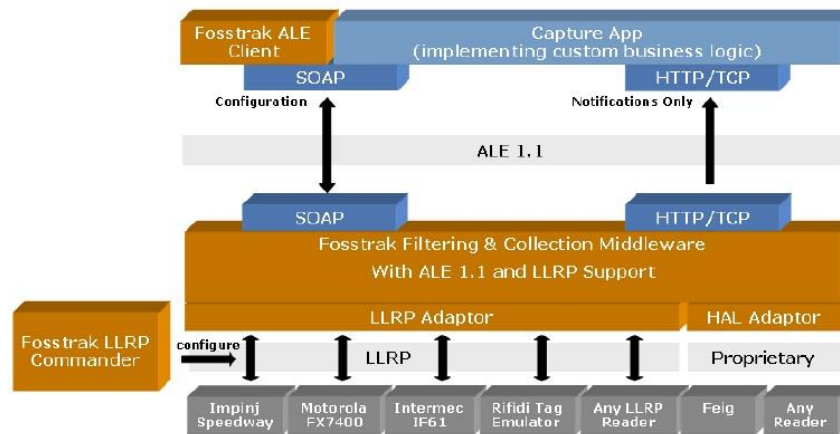 Fosstrak ALE
Client
Capture App
(implementing custom business logic)
SOAP
HTTP/TCP
Configuration
Notifications Only
ALE 1.1
SOAP
HTTP/TCP
Fosstrak Filtering & Collection Middleware
With ALE 1.1 and LLRP Support
LLRP Adaptor
HAL Adaptor
Fosstrak LLRP
Commander
configure
LLRP
Proprietary
Impinj
Speedway
Motorola
FX7400
Intermec
IF61
Rifidi Tag
Emulator
Any LLRP
Reader
Feig
Any
Reader